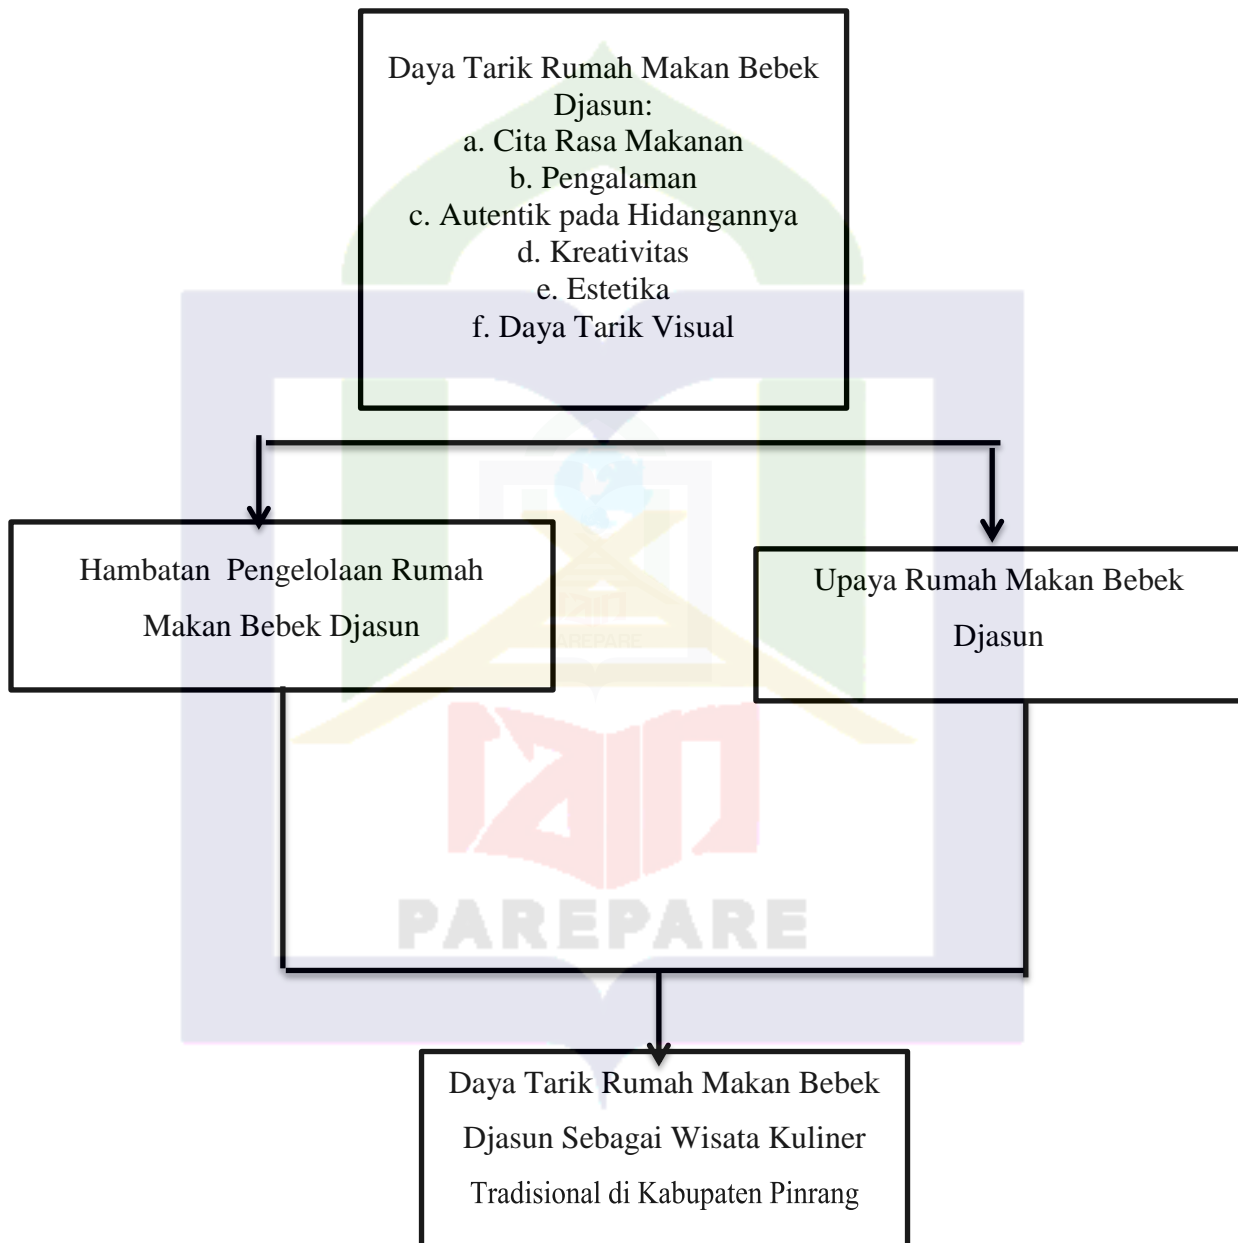 Daya Tarik Rumah Makan Bebek
Djasun:
a. Cita Rasa Makanan
b. Pengalaman
c. Autentik pada Hidangannya
d. Kreativitas
e. Estetika
f. Daya Tarik Visual
Hambatan  Pengelolaan Rumah
Makan Bebek Djasun
Upaya Rumah Makan Bebek
Djasun
PAREPARE
PAREPARE
Daya Tarik Rumah Makan Bebek
Djasun Sebagai Wisata Kuliner
Tradisional di Kabupaten Pinrang